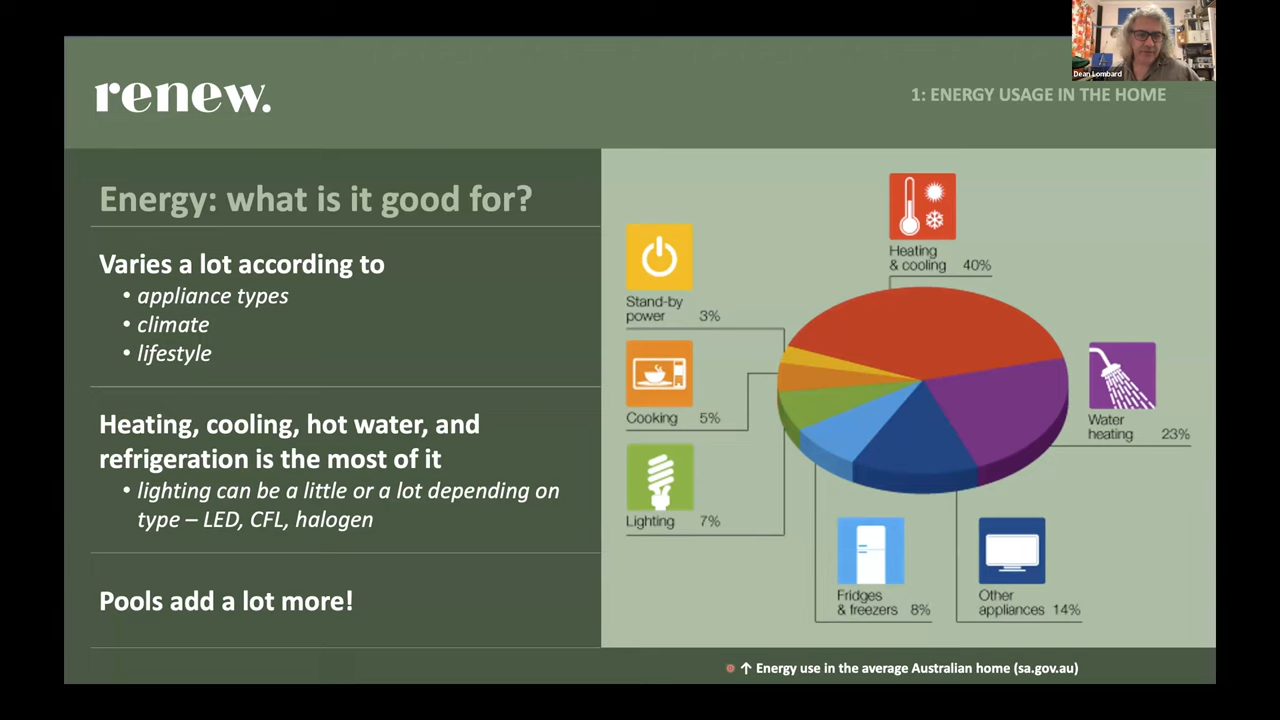 Dean Lombard
renew.
1: ENERGY USAGE IN THE HOME
Energy: what is it good for?
Varies a lot according to
• appliance types
• climate
• lifestyle
Heating, cooling, hot water, and
refrigeration is the most of it
• lighting can be a little or a lot depending on
type – LED, CFL, halogen
Pools add a lot more!
Heating
& cooling 40%
Stand-by
power 3%
Cooking 5%
Lighting 7%
Water
heating 23%
Fridges
& freezers 8%
Other
appliances 14%
↑ Energy use in the average Australian home (sa.gov.au)